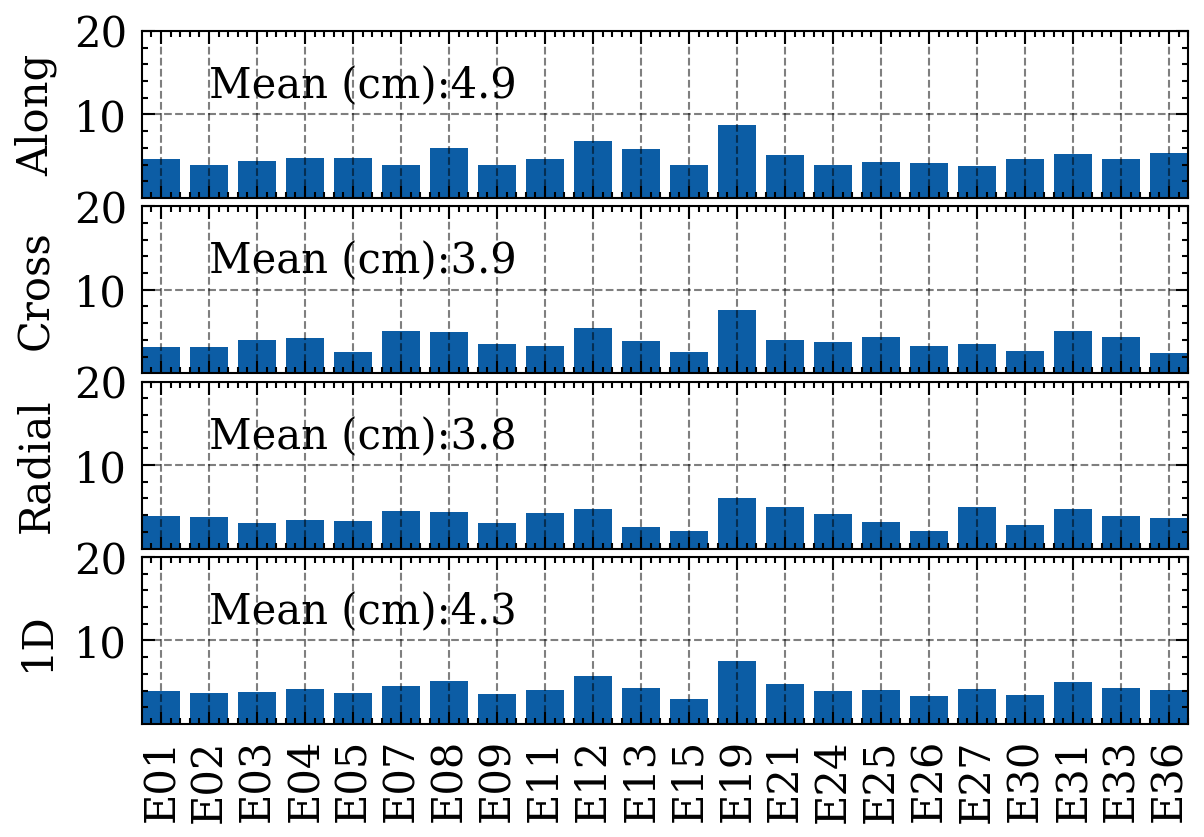 20
Along
Mean (cm):4.9
10
20
Cross
Mean (cm):3.9
10
20
Radial
Mean (cm):3.8
10
20
1D
Mean (cm):4.3
10
E01 E02 E03 E04 E05 E07 E08 E09 E11 E12 E13 E15 E19 E21 E24 E25 E26 E27 E30 E31 E33 E36